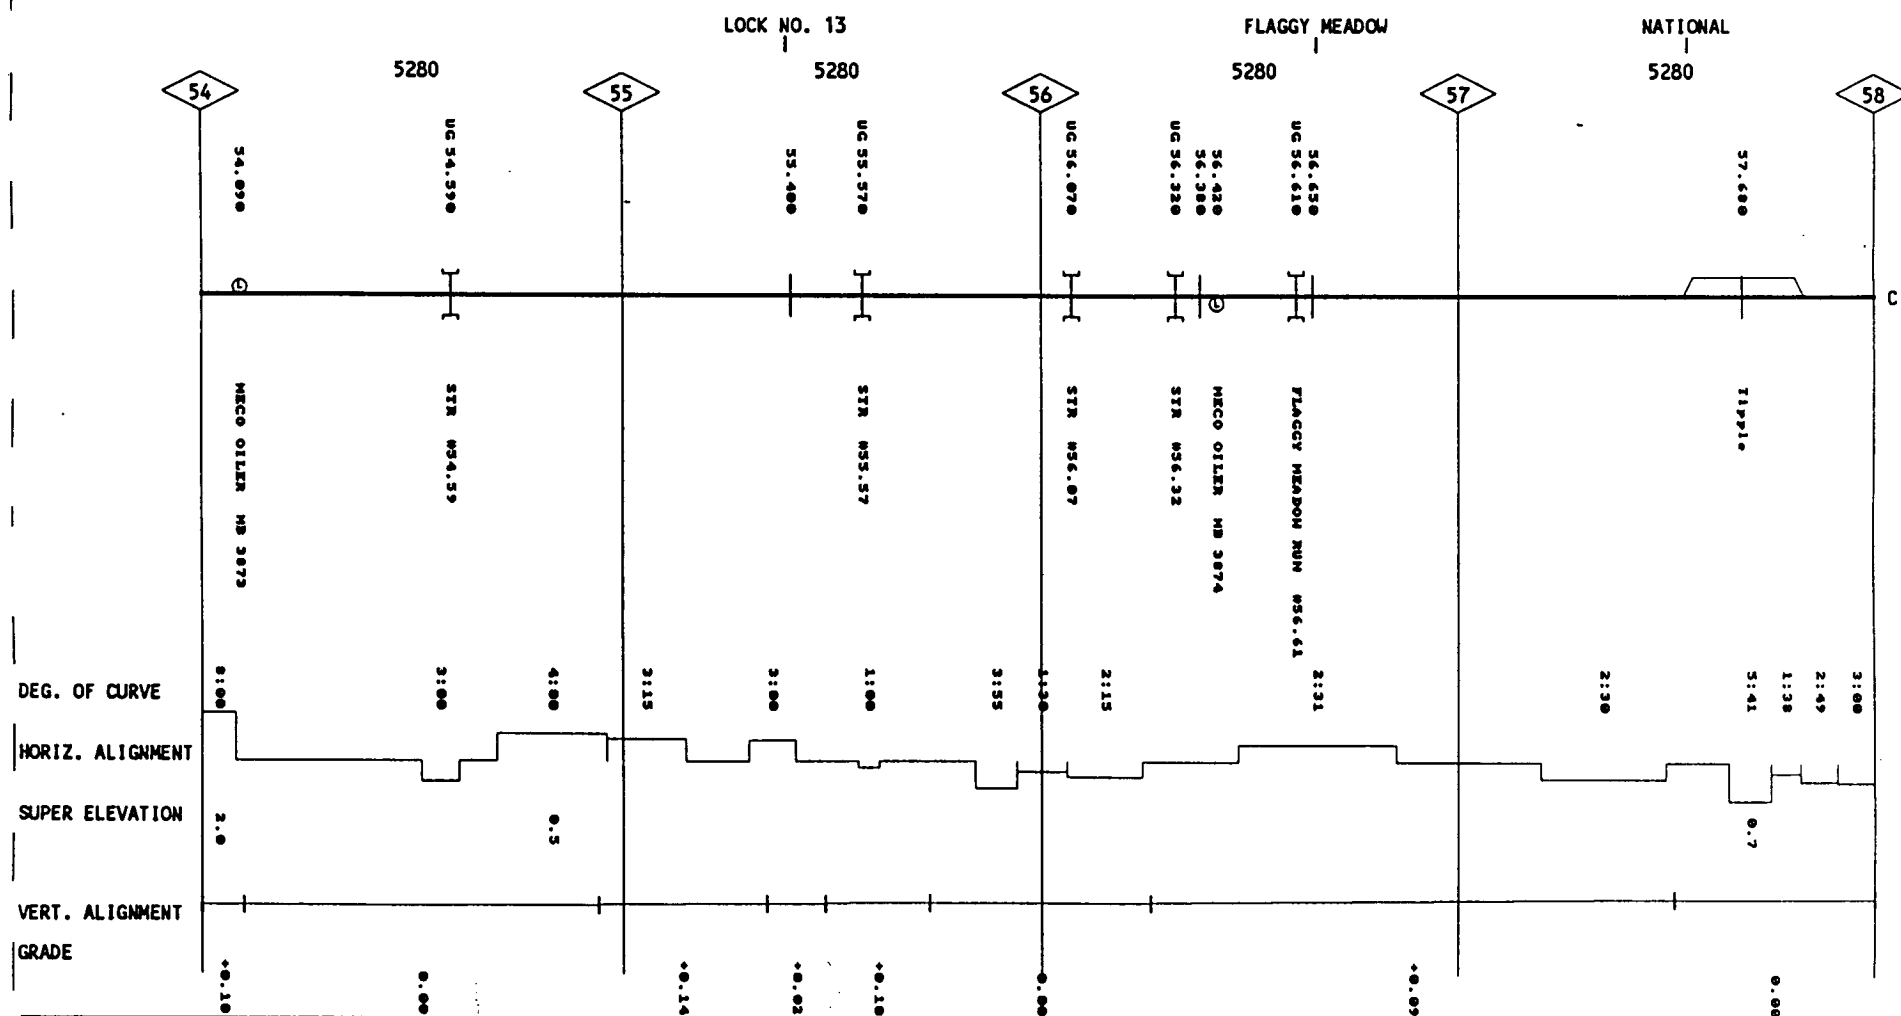 LOCK NO. 13
FLAGGY MEADOW
NATIONAL
5280
5280
5280
5280
54
55
56
57
58
54.090
UG 54.590
55.400
UG 55.570
UG 56.070
UG 56.320
56.380
56.420
UG 56.610
56.650
57.680
C
MECO OILER MB 3873
STR #54.59
STR #55.57
STR #56.07
STR #56.32
MECO OILER MB 3874
FLAGGY MEADOW RUN #56.61
Tipple
DEG. OF CURVE
8:00
3:00
4:00
3:15
3:00
1:00
3:55
1:30
2:15
2:31
2:30
5:41
1:38
2:49
3:00
HORIZ. ALIGNMENT
SUPER ELEVATION
2.0
0.5
0.7
VERT. ALIGNMENT
GRADE
+0.10
0.00
+0.14
+0.02
+0.10
0.00
+0.09
0.00